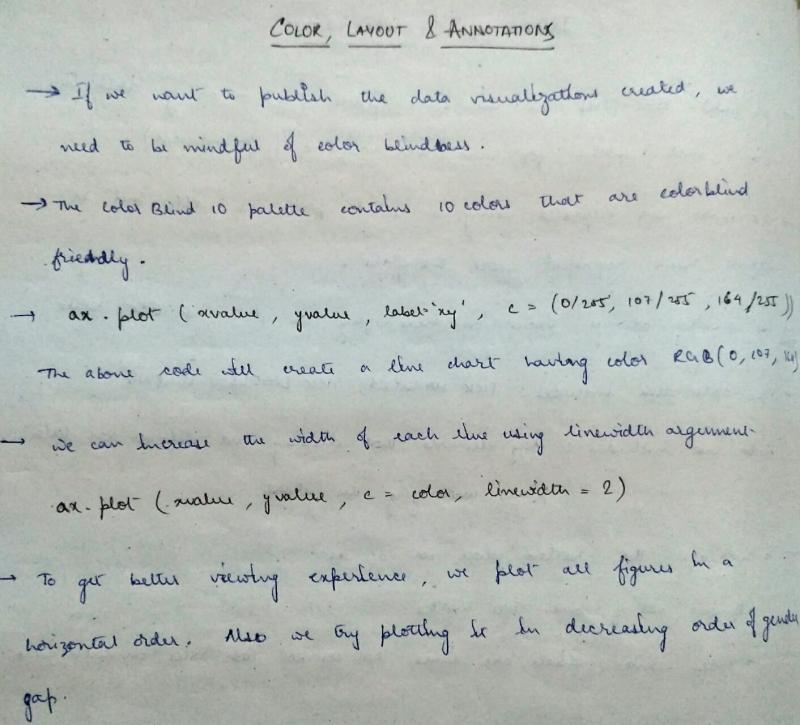 COLOR, LAYOUT & ANNOTATIONS
→ If we want to publish the data visualizations created, we
need to be mindful of color blindness.
→ The Color Blind 10 palette contains 10 colors that are colorblind
friendly.
→ ax.plot (xvalue, yvalue, label='xy', c = (0/255, 107/255, 164/255))
The above code will create a line chart having color RGB(0, 107, 164)
→ we can increase the width of each line using linewidth argument.
ax.plot (xvalue, yvalue, c = color, linewidth = 2)
→ To get better viewing experience, we plot all figures in a
horizontal order. Also we try plotting it in decreasing order of gender
gap.